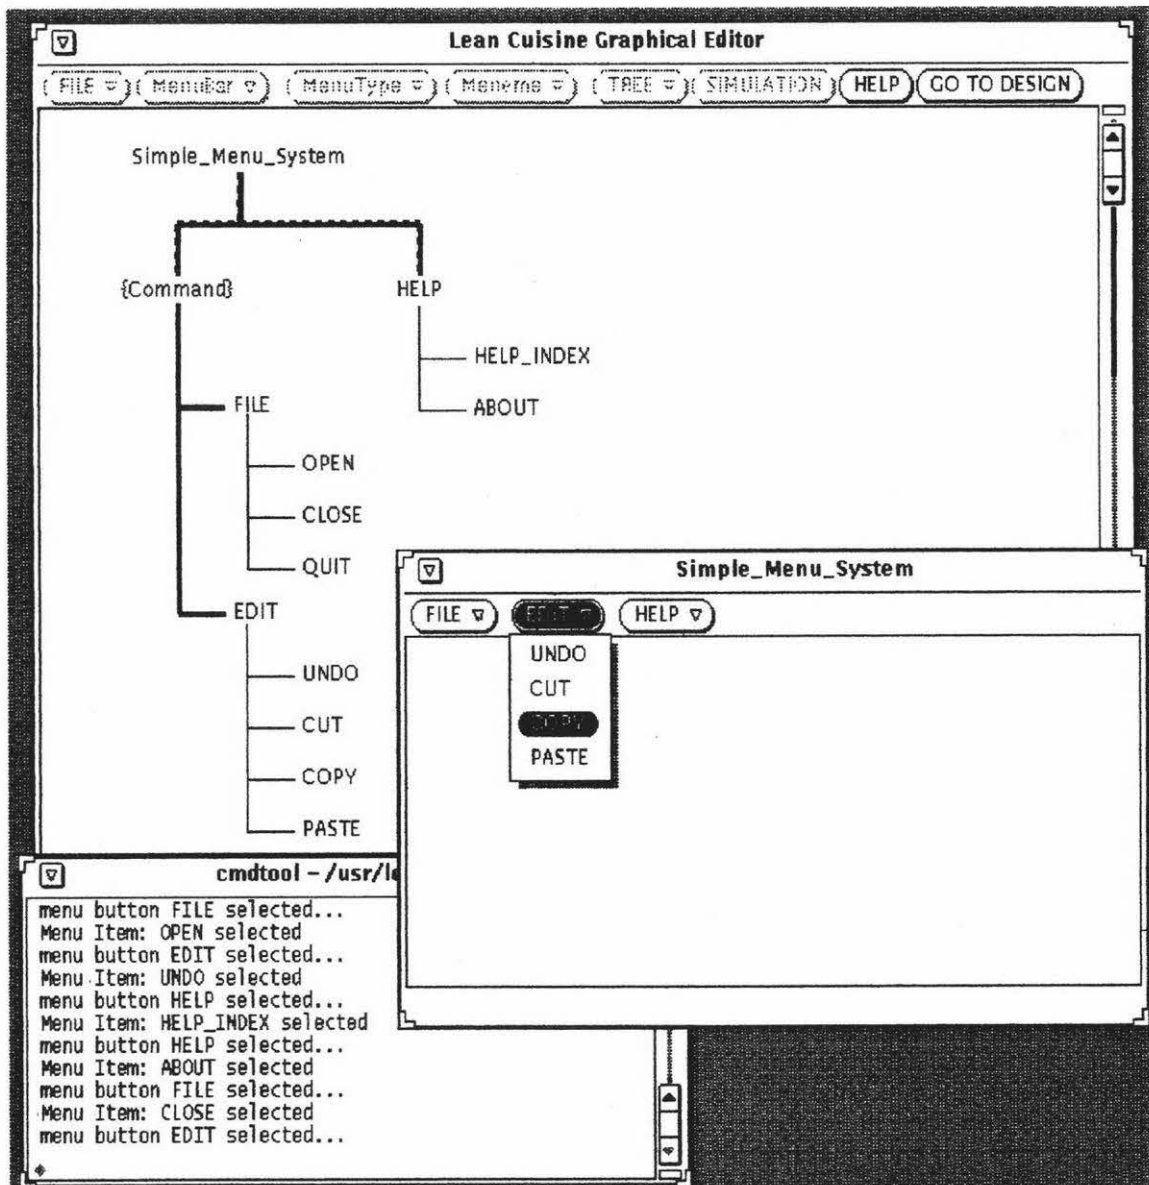 Lean Cuisine Graphical Editor
FILE MenuBar MenuType Meneme TREE SIMULATION HELP GO TO DESIGN
Simple_Menu_System
{Command} HELP
HELP_INDEX
FILE ABOUT
OPEN
CLOSE
QUIT
EDIT
UNDO
CUT
COPY
PASTE
Simple_Menu_System
FILE EDIT HELP
UNDO
CUT
COPY
PASTE
cmdtool - /usr/le
menu button FILE selected...
Menu Item: OPEN selected
menu button EDIT selected...
Menu Item: UNDO selected
menu button HELP selected...
Menu Item: HELP_INDEX selected
menu button HELP selected...
Menu Item: ABOUT selected
menu button FILE selected...
Menu Item: CLOSE selected
menu button EDIT selected...